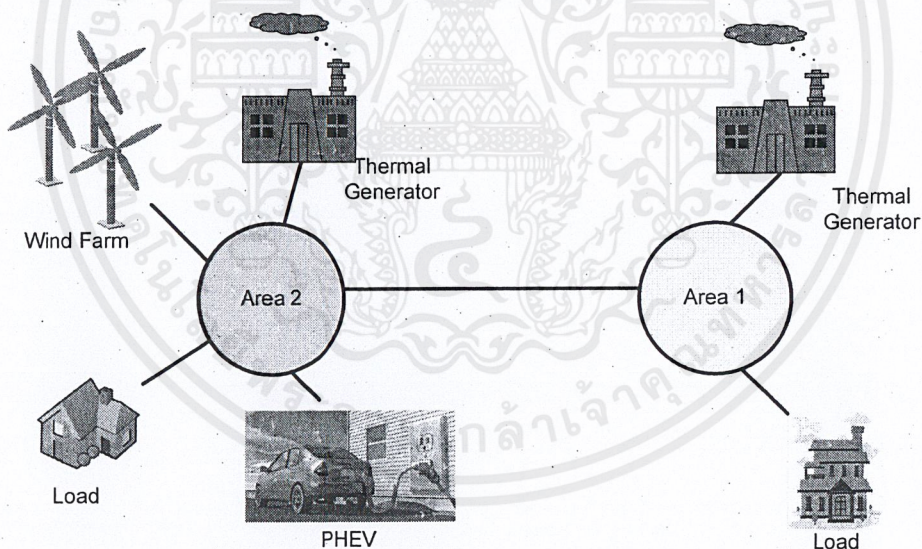 Thermal
Generator
Thermal
Generator
Wind Farm
Area 2
Area 1
Load
PHEV
Load